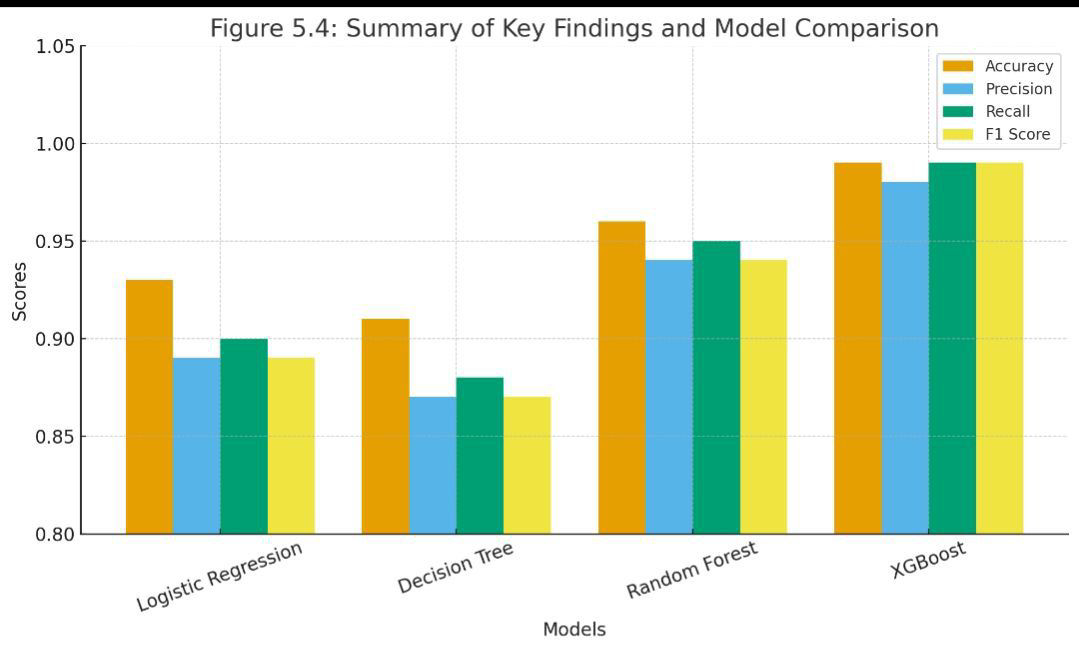 Figure 5.4: Summary of Key Findings and Model Comparison
1.05
Accuracy
Precision
Recall
F1 Score
1.00
0.95
0.90
0.85
0.80
Scores
Logistic Regression
Decision Tree
Random Forest
XGBoost
Models